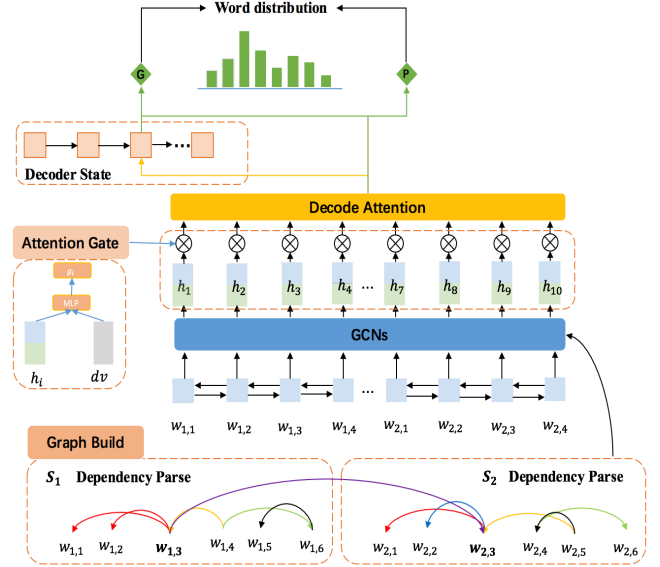 Word distribution
G
P
Decoder State
Decode Attention
Attention Gate
g_i
MLP
h_i
dv
h_1 h_2 h_3 h_4 ... h_7 h_8 h_9 h_10
GCNs
...
w_{1,1} w_{1,2} w_{1,3} w_{1,4} w_{2,1} w_{2,2} w_{2,3} w_{2,4}
Graph Build
S_1 Dependency Parse
S_2 Dependency Parse
w_{1,1} w_{1,2} w_{1,3} w_{1,4} w_{1,5} w_{1,6}
w_{2,1} w_{2,2} w_{2,3} w_{2,4} w_{2,5} w_{2,6}